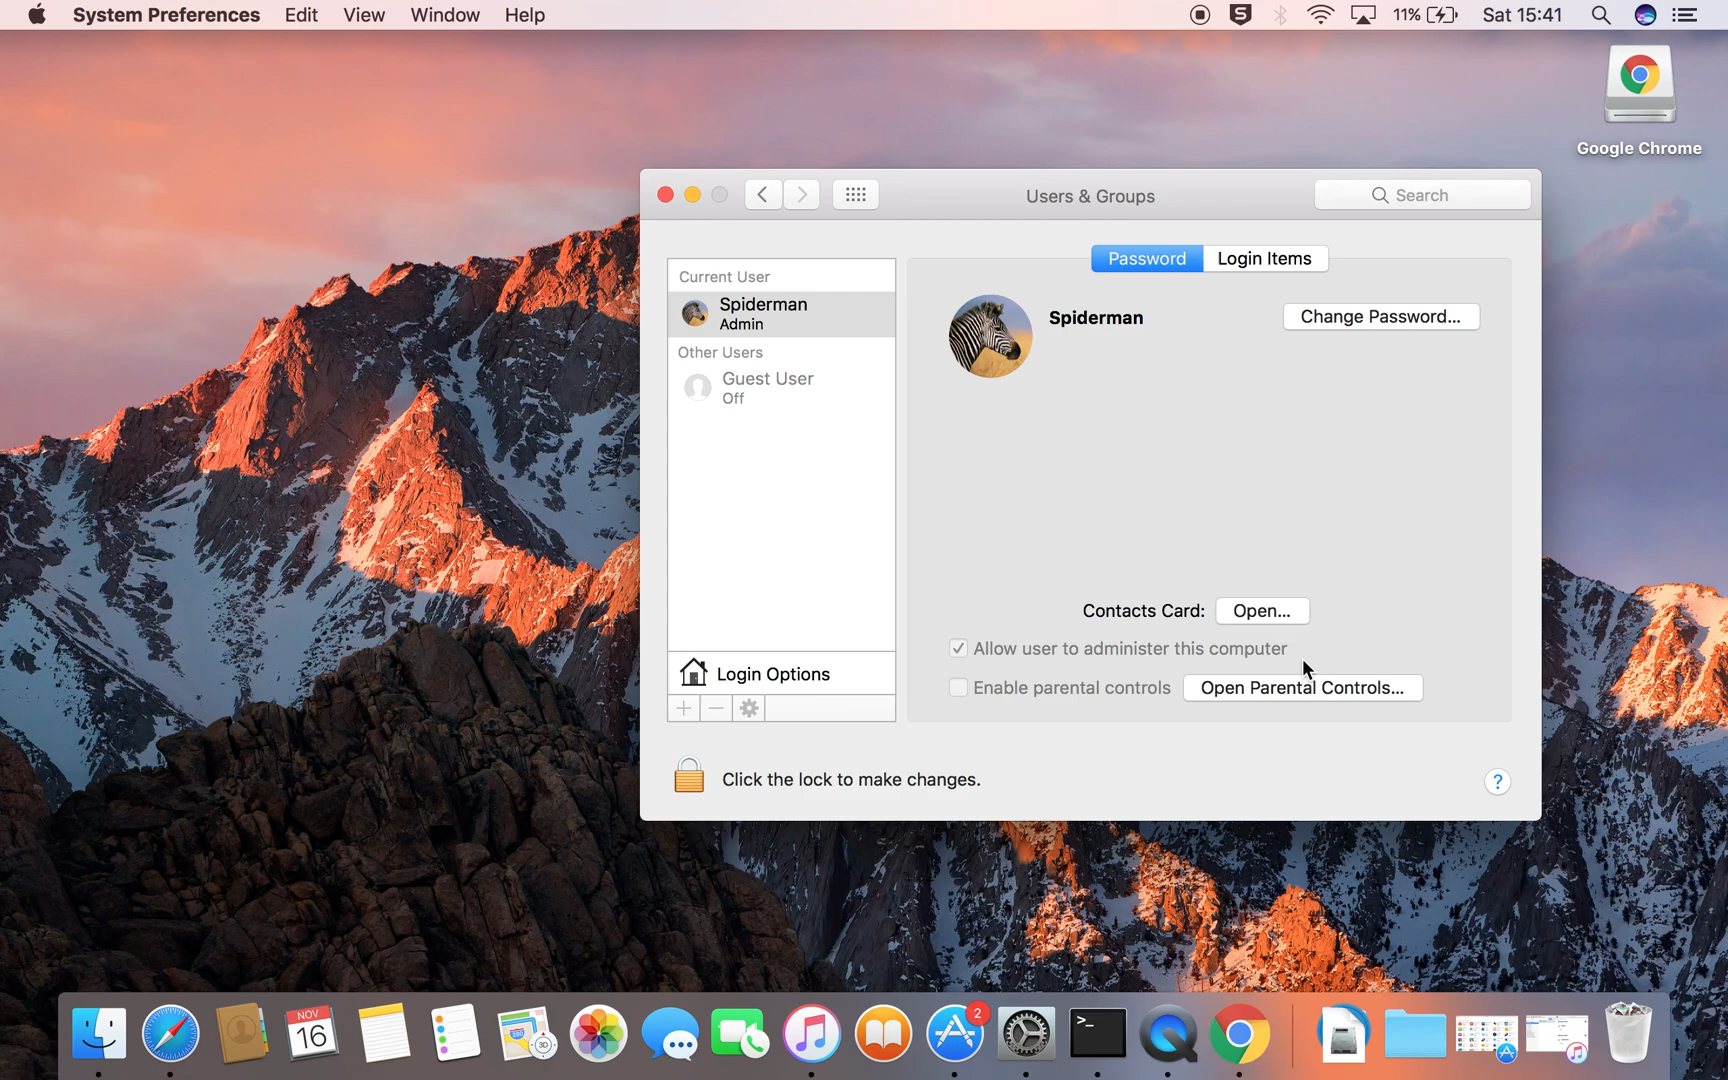 System Preferences Edit View Window Help
S 11% Sat 15:41
Google Chrome
Users & Groups
Search
Password Login Items
Current User
Spiderman
Admin
Other Users
Guest User
Off
Login Options
Spiderman
Change Password...
Contacts Card: Open...
Allow user to administer this computer
Enable parental controls Open Parental Controls...
Click the lock to make changes.
?
NOV
16
3D
2
>_